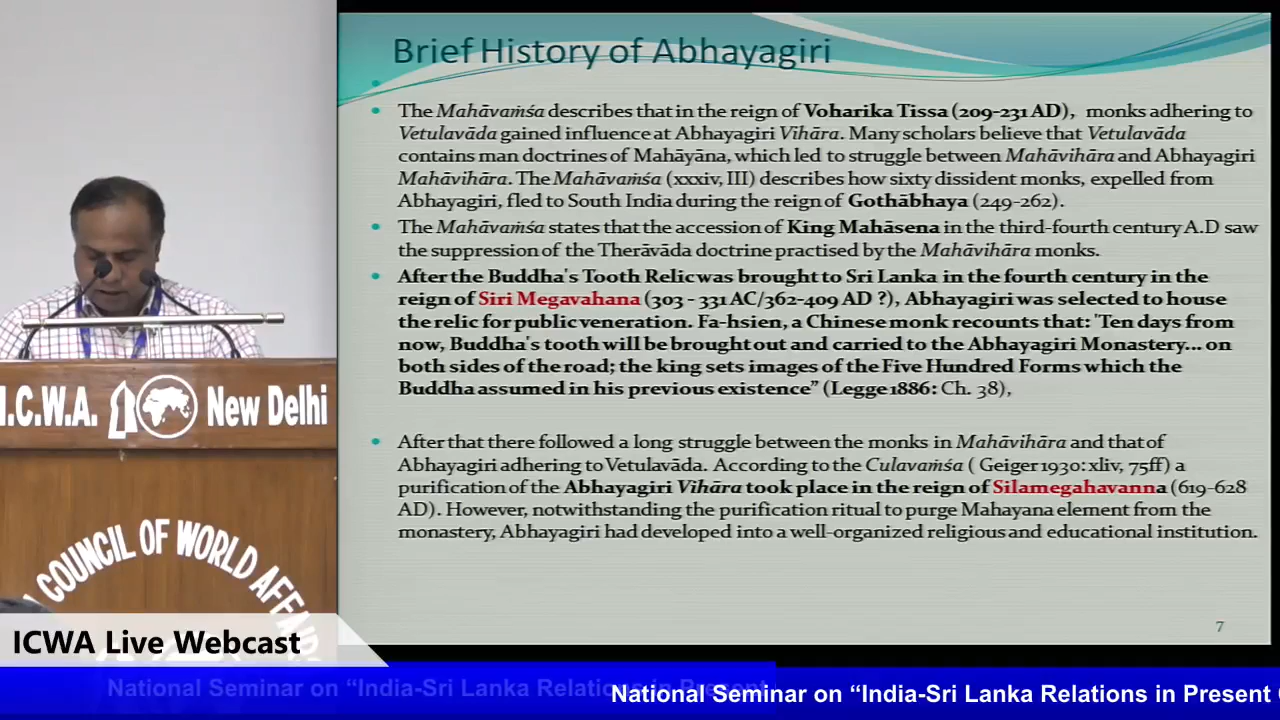 Brief History of Abhayagiri
The Mahāvaṁśa describes that in the reign of Voharika Tissa (209-231 AD), monks adhering to
Vetulavāda gained influence at Abhayagiri Vihāra. Many scholars believe that Vetulavāda
contains man doctrines of Mahāyāna, which led to struggle between Mahāvihāra and Abhayagiri
Mahāvihāra. The Mahāvaṁśa (xxxiv, III) describes how sixty dissident monks, expelled from
Abhayagiri, fled to South India during the reign of Gothābhaya (249-262).
The Mahāvaṁśa states that the accession of King Mahāsena in the third-fourth century A.D saw
the suppression of the Therāvāda doctrine practised by the Mahāvihāra monks.
After the Buddha's Tooth Relic was brought to Sri Lanka in the fourth century in the
reign of Siri Megavahana (303 - 331 AC/362-409 AD ?), Abhayagiri was selected to house
the relic for public veneration. Fa-hsien, a Chinese monk recounts that: 'Ten days from
now, Buddha's tooth will be brought out and carried to the Abhayagiri Monastery... on
both sides of the road; the king sets images of the Five Hundred Forms which the
Buddha assumed in his previous existence” (Legge 1886: Ch. 38),
After that there followed a long struggle between the monks in Mahāvihāra and that of
Abhayagiri adhering to Vetulavāda. According to the Culavaṁśa ( Geiger 1930: xliv, 75ff) a
purification of the Abhayagiri Vihāra took place in the reign of Silamegahavanna (619-628
AD). However, notwithstanding the purification ritual to purge Mahayana element from the
monastery, Abhayagiri had developed into a well-organized religious and educational institution.
7
I.C.W.A. New Delhi
COUNCIL OF WORLD AFFAIRS
ICWA Live Webcast
National Seminar on “India-Sri Lanka Relations in Present
National Seminar on “India-Sri Lanka Relations in Present